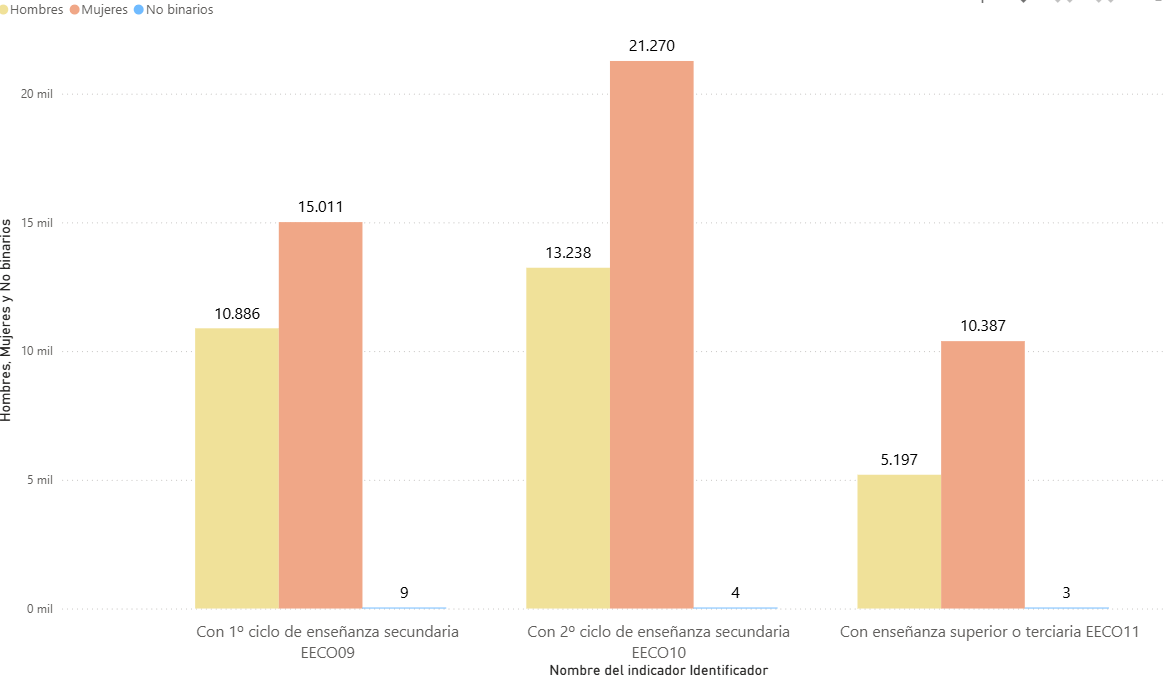 Hombres Mujeres No binarios
21.270
20 mil
15.011
15 mil
13.238
10.886
10.387
10 mil
5.197
5 mil
9
4
3
0 mil
Hombres, Mujeres y No binarios
Con 1º ciclo de enseñanza secundaria
EECO09
Con 2º ciclo de enseñanza secundaria
EECO10
Con enseñanza superior o terciaria EECO11
Nombre del indicador Identificador